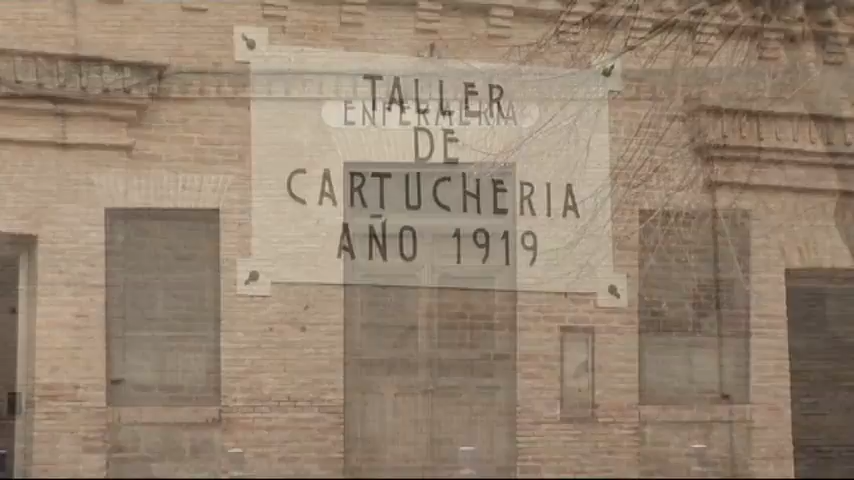 TALLER
ENFERMERIA
DE
CARTUCHERIA
AÑO 1919